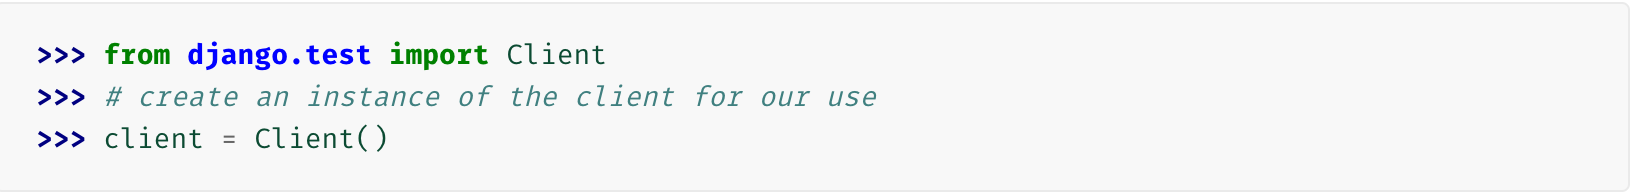 >>> from django.test import Client
>>> # create an instance of the client for our use
>>> client = Client()